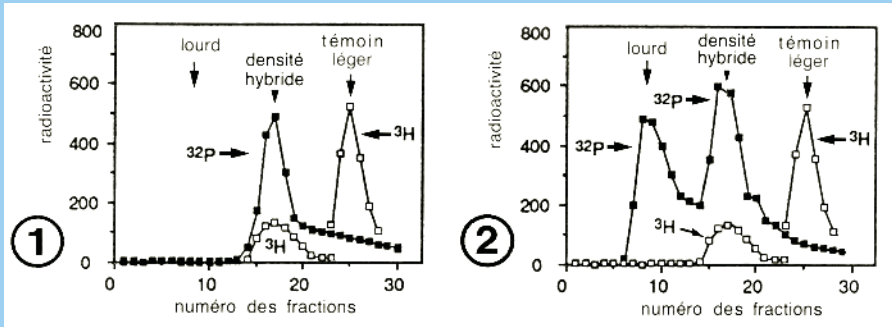 800
600
400
200
0
radioactivité
lourd
densité
hybride
témoin
léger
32P
3H
3H
0
10
20
30
numéro des fractions
1
800
600
400
200
0
radioactivité
lourd
densité
hybride
témoin
léger
32P
32P
3H
3H
0
10
20
30
numéro des fractions
2